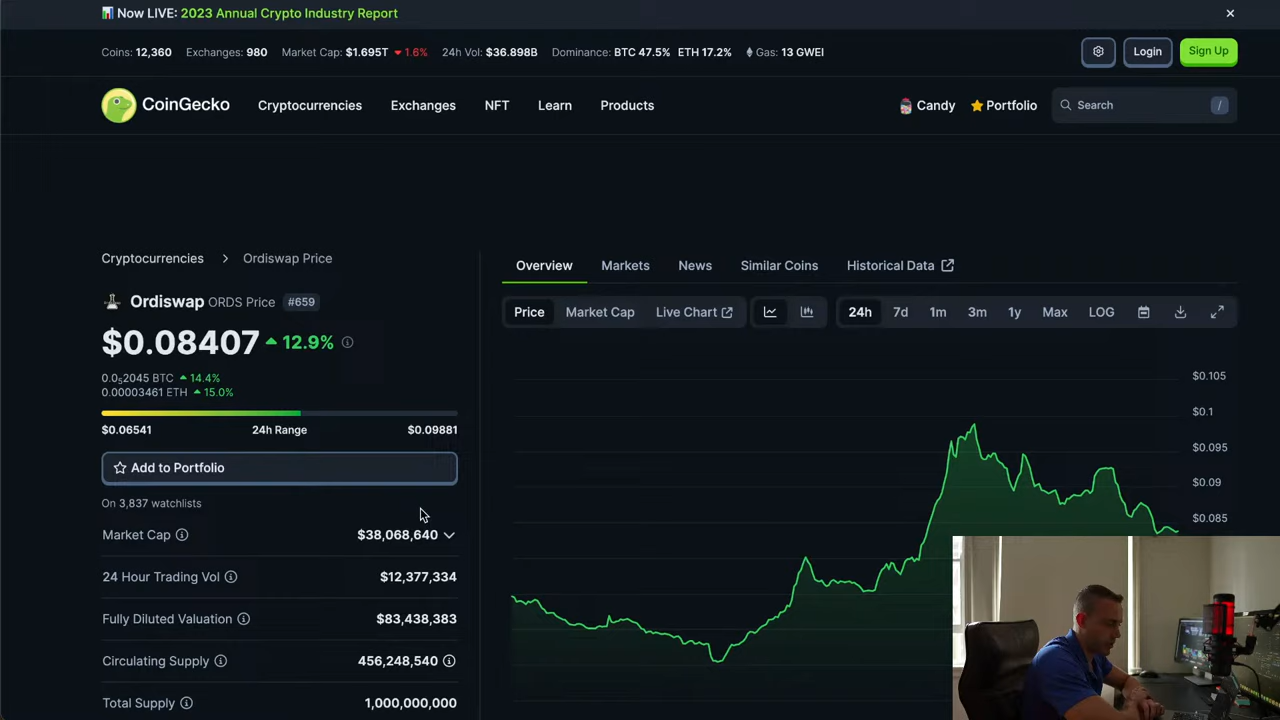 Now LIVE: 2023 Annual Crypto Industry Report
Coins: 12,360 Exchanges: 980 Market Cap: $1.695T 1.6% 24h Vol: $36.898B Dominance: BTC 47.5% ETH 17.2% Gas: 13 GWEI
Login
Sign Up
CoinGecko
Cryptocurrencies Exchanges NFT Learn Products
Candy Portfolio
Search /
Cryptocurrencies > Ordiswap Price
Ordiswap ORDS Price #659
$0.08407 12.9%
0.0₅2045 BTC 14.4%
0.00003461 ETH 15.0%
$0.06541 24h Range $0.09881
Add to Portfolio
On 3,837 watchlists
Market Cap $38,068,640
24 Hour Trading Vol $12,377,334
Fully Diluted Valuation $83,438,383
Circulating Supply 456,248,540
Total Supply 1,000,000,000
Overview Markets News Similar Coins Historical Data
Price Market Cap Live Chart
24h 7d 1m 3m 1y Max LOG
$0.105
$0.1
$0.095
$0.09
$0.085